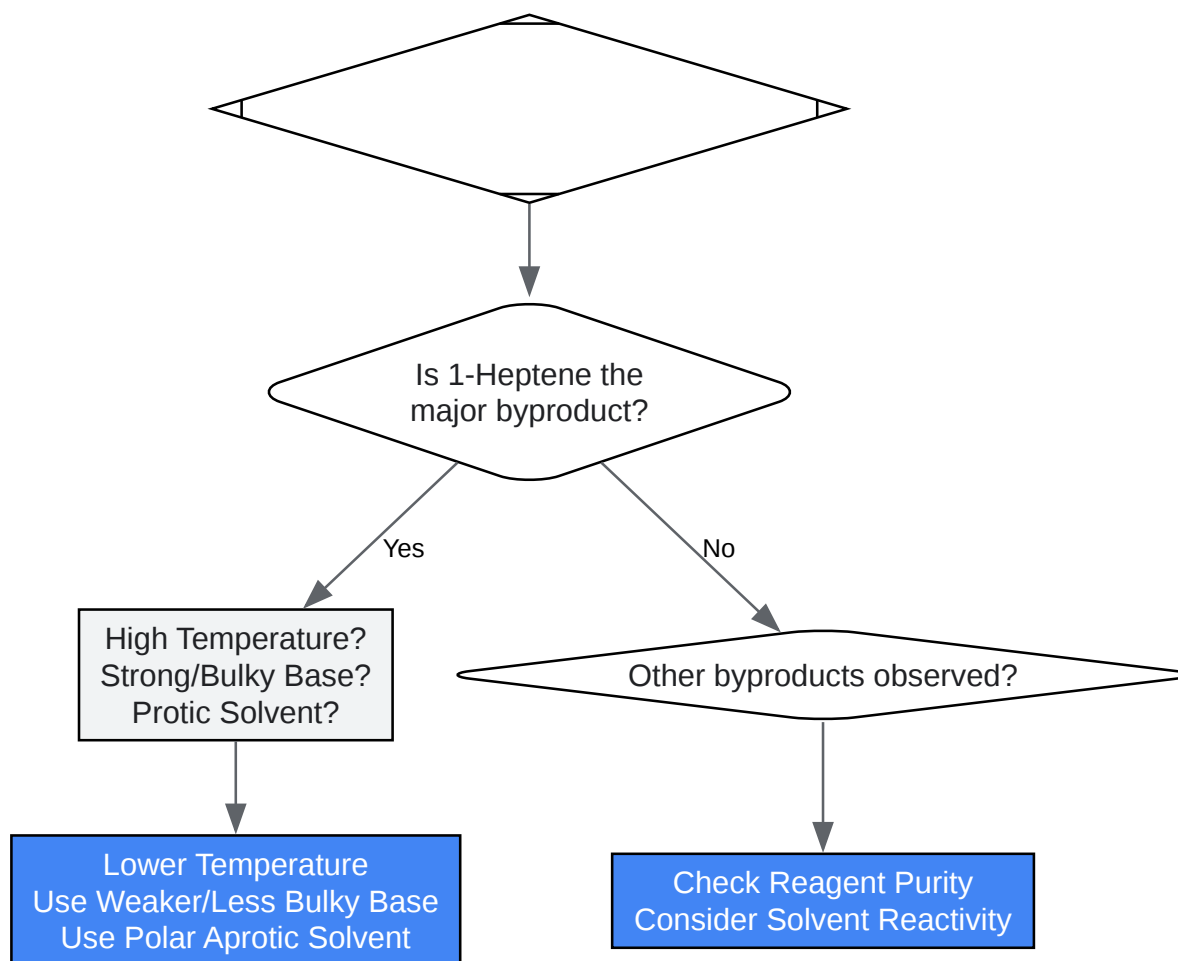 Is 1-Heptene the
major byproduct?
Yes
No
High Temperature?
Strong/Bulky Base?
Protic Solvent?
Other byproducts observed?
Lower Temperature
Use Weaker/Less Bulky Base
Use Polar Aprotic Solvent
Check Reagent Purity
Consider Solvent Reactivity